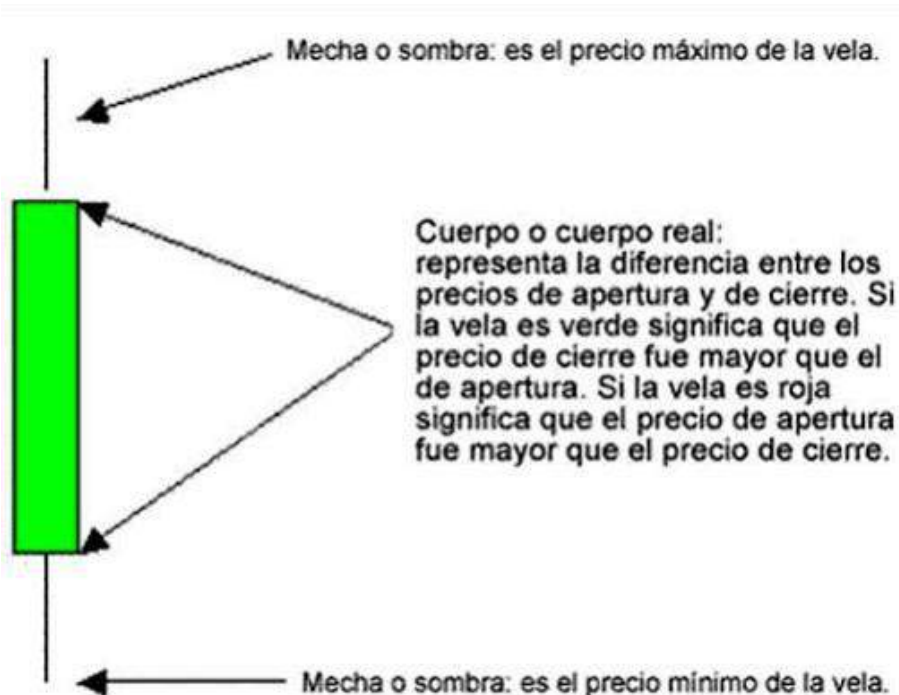 Mecha o sombra: es el precio máximo de la vela.
Cuerpo o cuerpo real:
representa la diferencia entre los
precios de apertura y de cierre. Si
la vela es verde significa que el
precio de cierre fue mayor que el
de apertura. Si la vela es roja
significa que el precio de apertura
fue mayor que el precio de cierre.
Mecha o sombra: es el precio mínimo de la vela.